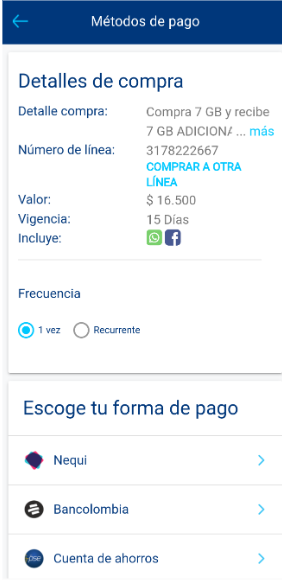 Métodos de pago
Detalles de compra
Detalle compra: Compra 7 GB y recibe
7 GB ADICIONA ... más
Número de línea: 3178222667
COMPRAR A OTRA
LÍNEA
Valor: $ 16.500
Vigencia: 15 Días
Incluye:
Frecuencia
1 vez Recurrente
Escoge tu forma de pago
Nequi
Bancolombia
pse Cuenta de ahorros